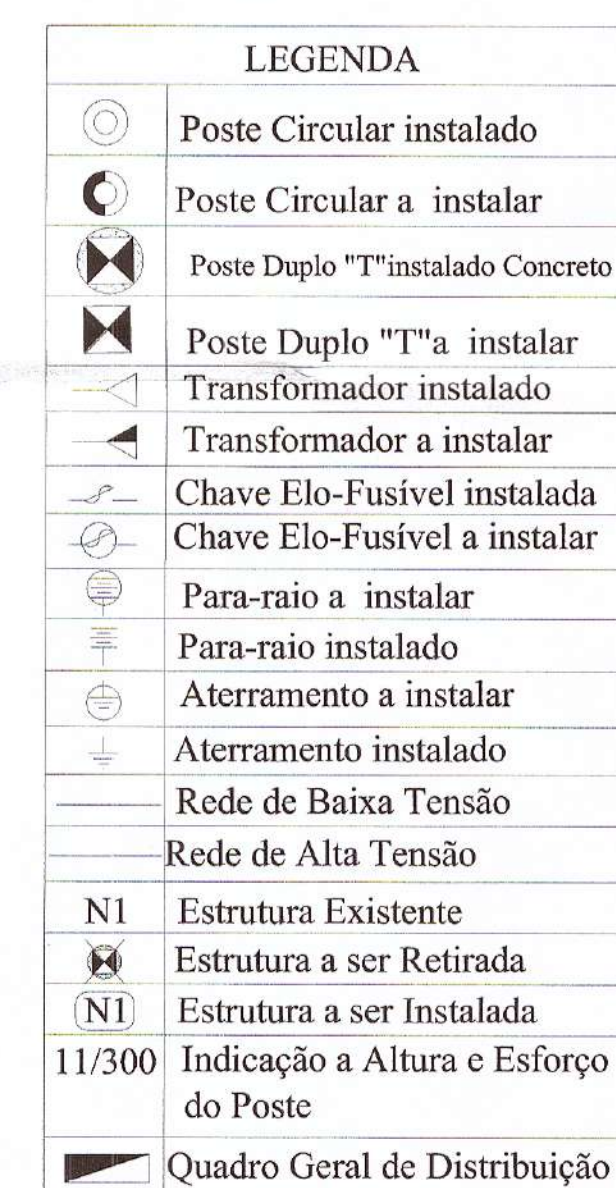 LEGENDA
Poste Circular instalado
Poste Circular a instalar
Poste Duplo "T"instalado Concreto
Poste Duplo "T"a instalar
Transformador instalado
Transformador a instalar
Chave Elo-Fusível instalada
Chave Elo-Fusível a instalar
Para-raio a instalar
Para-raio instalado
Aterramento a instalar
Aterramento instalado
Rede de Baixa Tensão
Rede de Alta Tensão
N1 Estrutura Existente
Estrutura a ser Retirada
N1 Estrutura a ser Instalada
11/300 Indicação a Altura e Esforço
do Poste
Quadro Geral de Distribuição